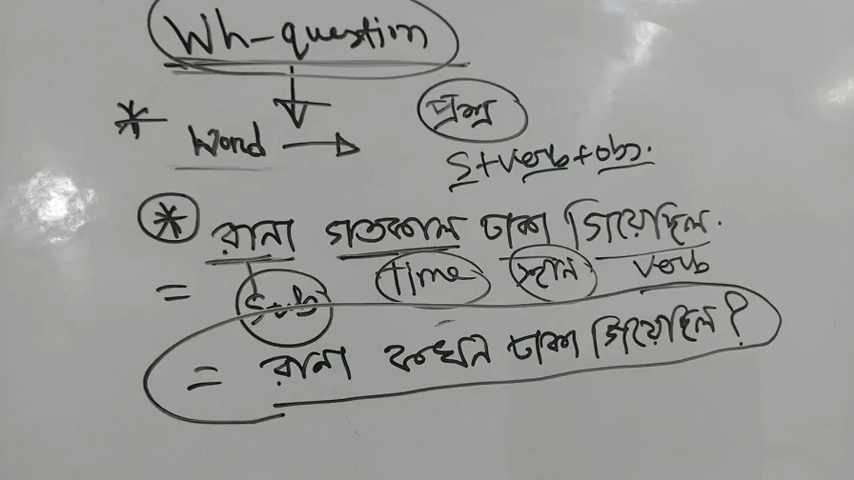 Wh-question
* Word → প্রশ্ন
S+verb+obj.
* রানা গতকাল ঢাকা গিয়েছিল.
= Sub time স্থান verb
= রানা কখন ঢাকা গিয়েছিল?